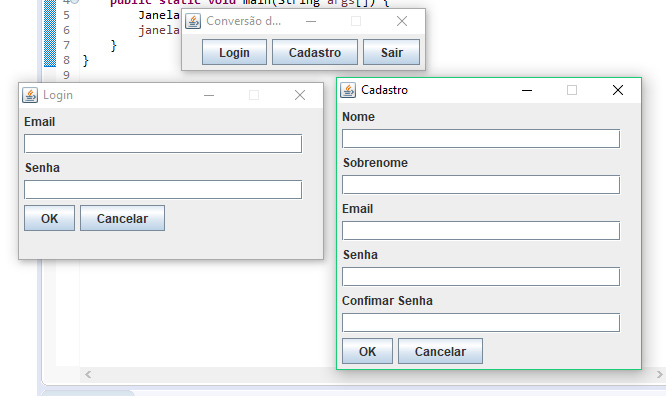 4 public static void main(String args[]) {
5 Janela
6 janela
7 }
8 }
9
Conversão d...
Login Cadastro Sair
Login
Email
Senha
OK Cancelar
Cadastro
Nome
Sobrenome
Email
Senha
Confimar Senha
OK Cancelar